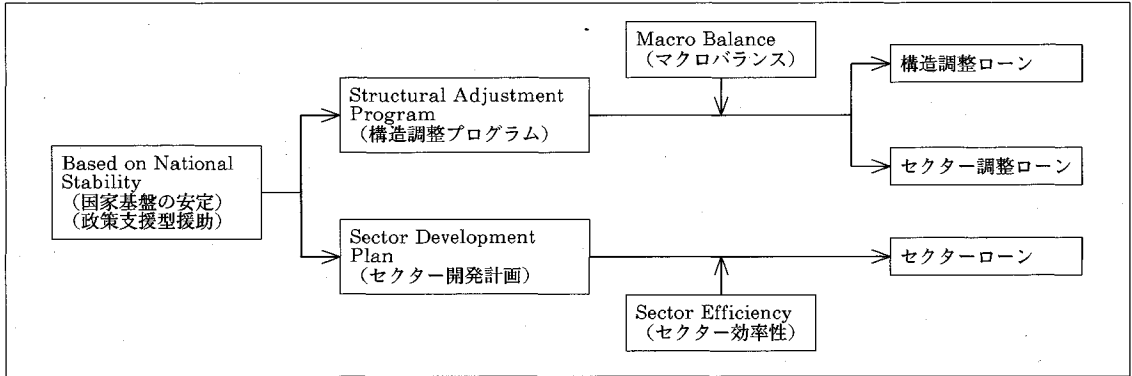 Macro Balance
(マクロバランス)
構造調整ローン
Structural Adjustment
Program
(構造調整プログラム)
Based on National
Stability
(国家基盤の安定)
(政策支援型援助)
セクター調整ローン
Sector Development
Plan
(セクター開発計画)
セクターローン
Sector Efficiency
(セクター効率性)